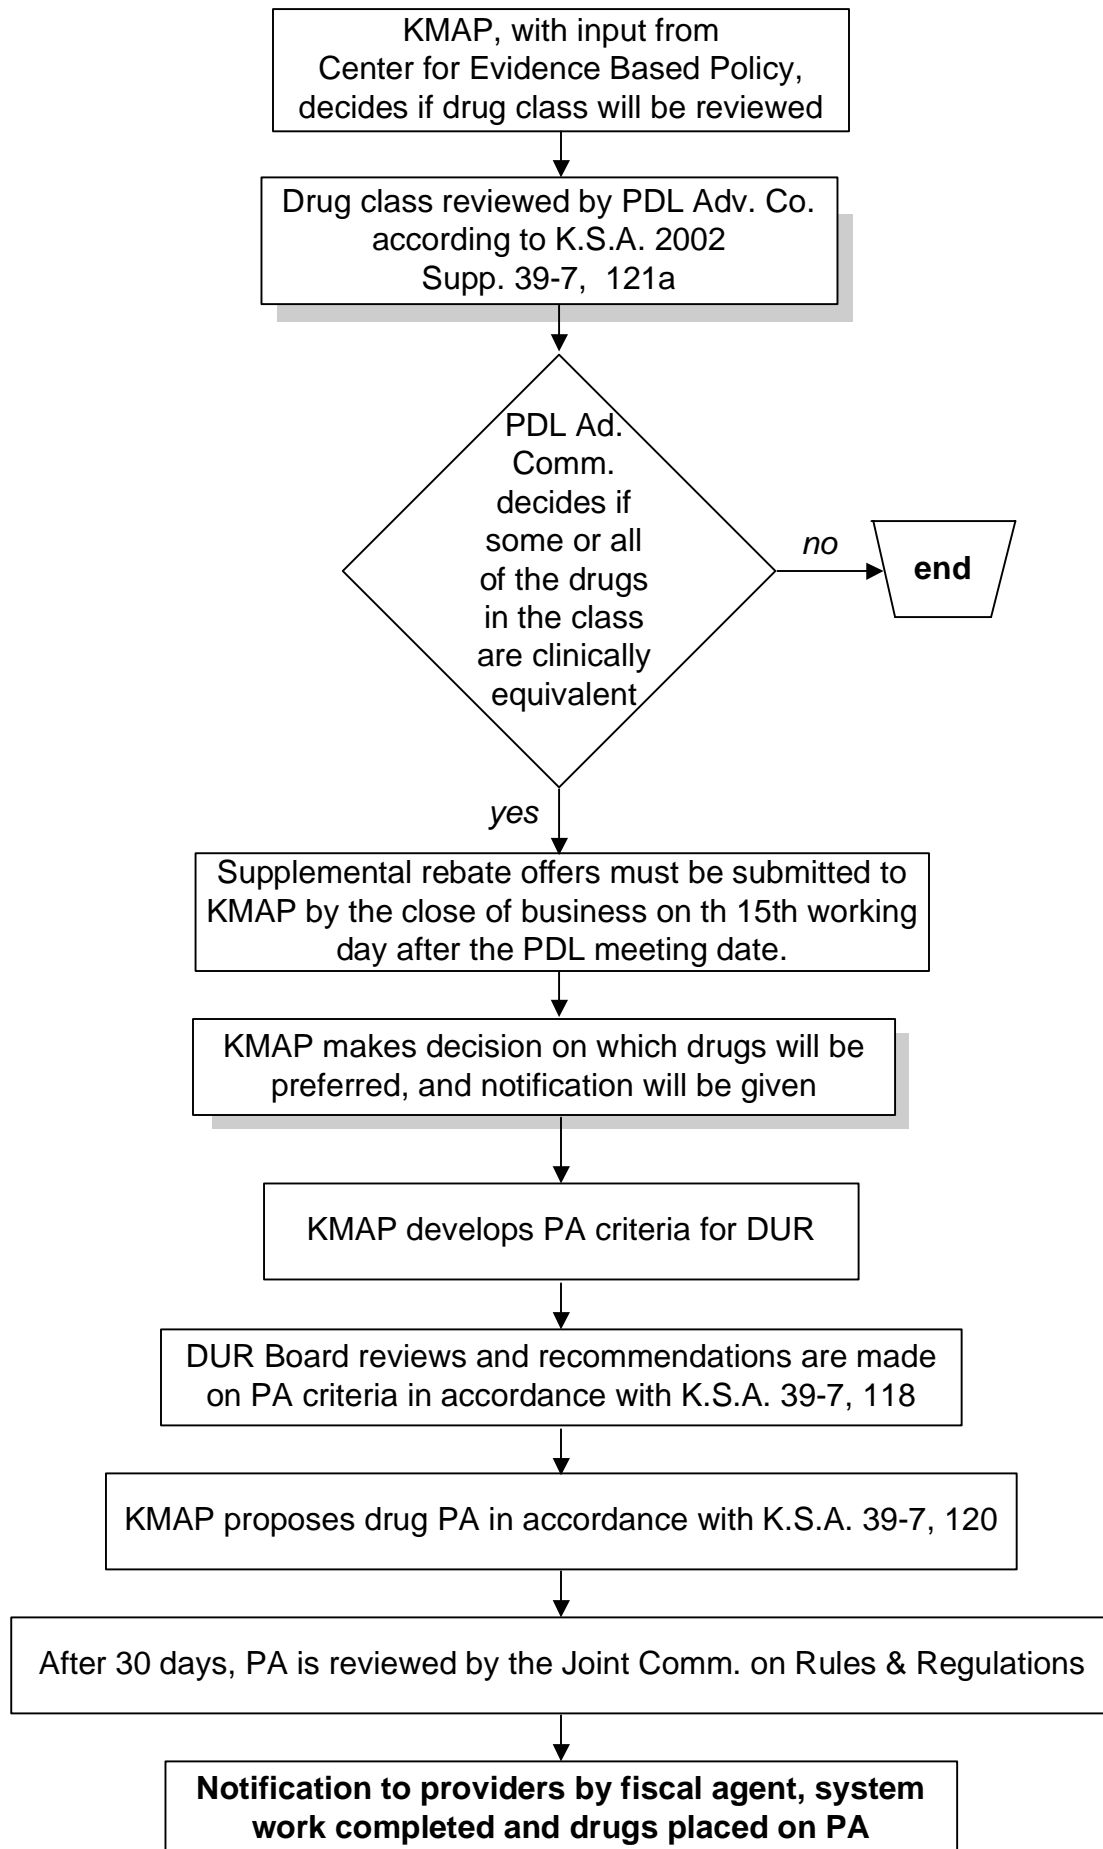 KMAP, with input from
Center for Evidence Based Policy,
decides if drug class will be reviewed
Drug class reviewed by PDL Adv. Co.
according to K.S.A. 2002
Supp. 39-7,  121a
PDL Ad.
Comm.
decides if
some or all
of the drugs
in the class
are clinically
equivalent
no
end
yes
Supplemental rebate offers must be submitted to
KMAP by the close of business on th 15th working
day after the PDL meeting date.
KMAP makes decision on which drugs will be
preferred, and notification will be given
KMAP develops PA criteria for DUR
DUR Board reviews and recommendations are made
on PA criteria in accordance with K.S.A. 39-7, 118
KMAP proposes drug PA in accordance with K.S.A. 39-7, 120
After 30 days, PA is reviewed by the Joint Comm. on Rules & Regulations
Notification to providers by fiscal agent, system
work completed and drugs placed on PA